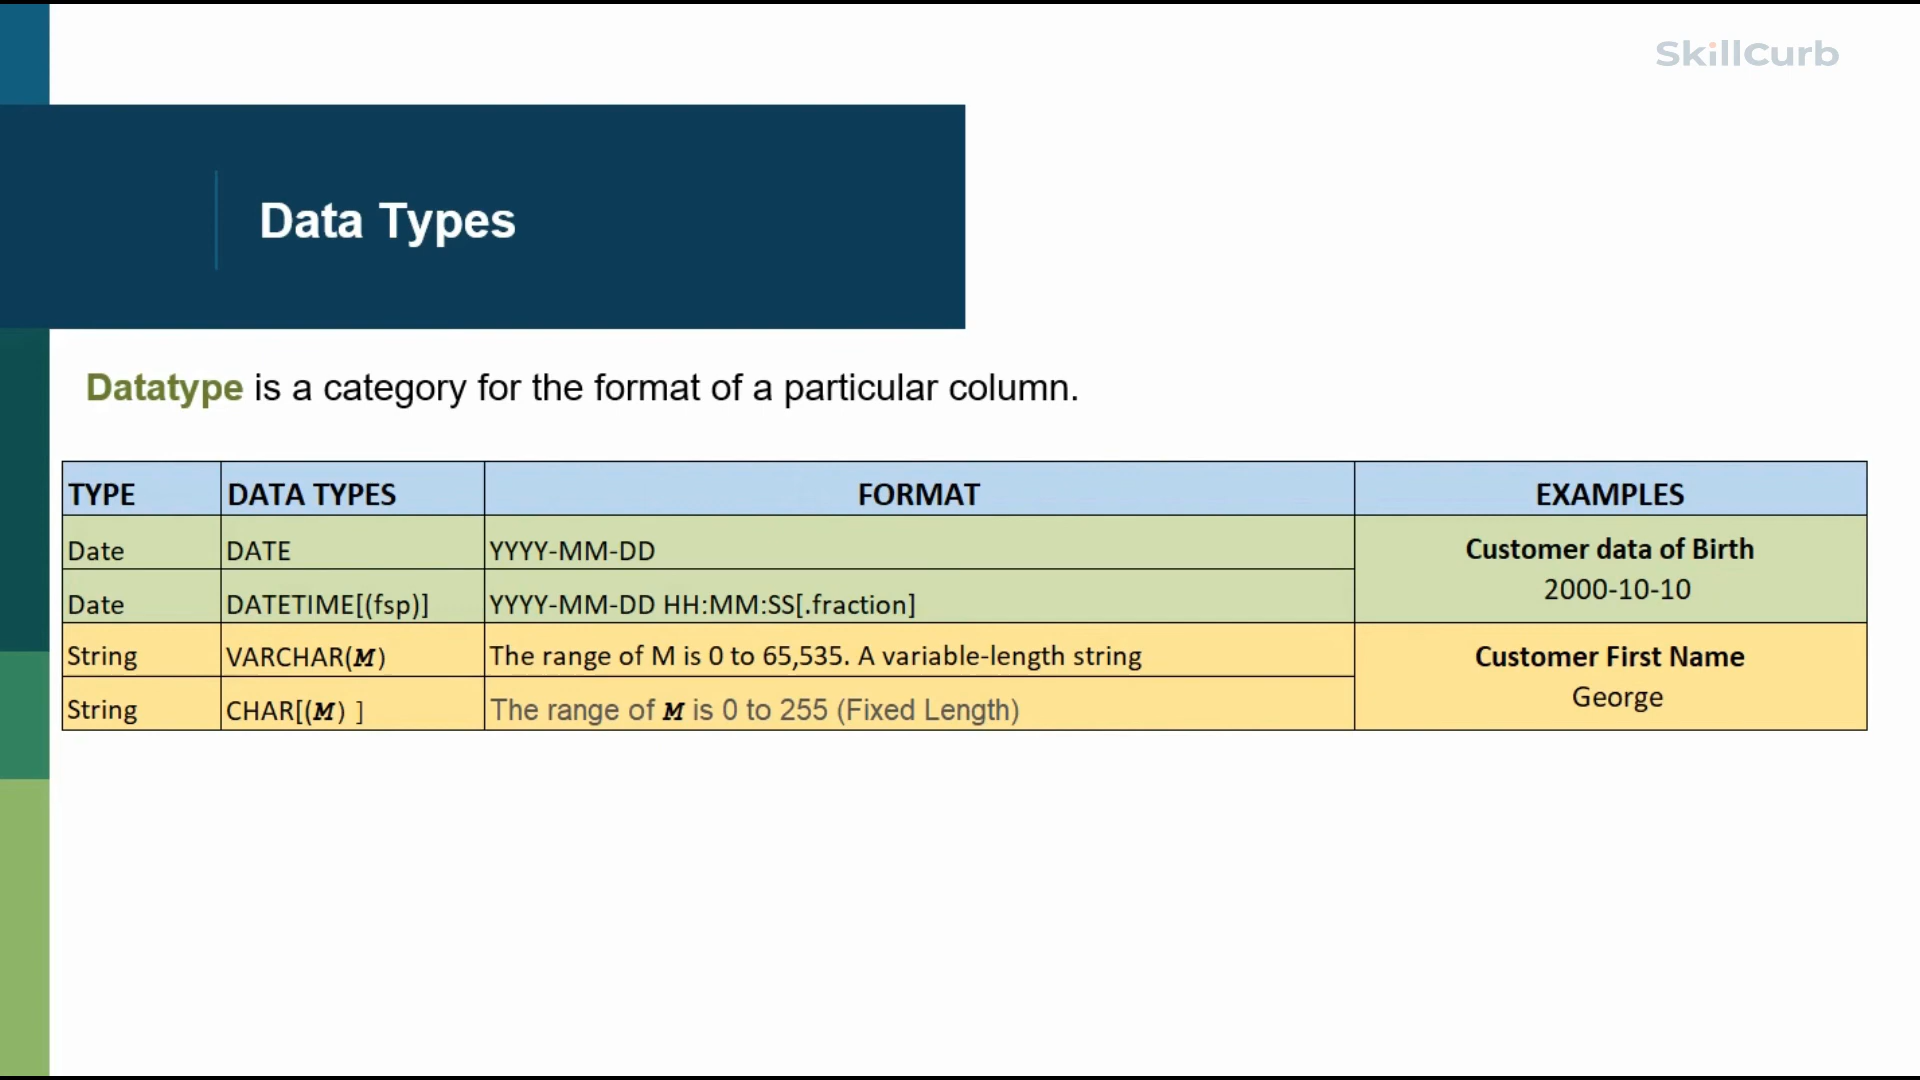 SkillCurb
Data Types
Datatype is a category for the format of a particular column.
TYPE DATA TYPES FORMAT EXAMPLES
Date DATE YYYY-MM-DD
Customer data of Birth
2000-10-10
Date DATETIME[(fsp)] YYYY-MM-DD HH:MM:SS[.fraction]
String VARCHAR(M) The range of M is 0 to 65,535. A variable-length string
Customer First Name
George
String CHAR[(M) ] The range of M is 0 to 255 (Fixed Length)